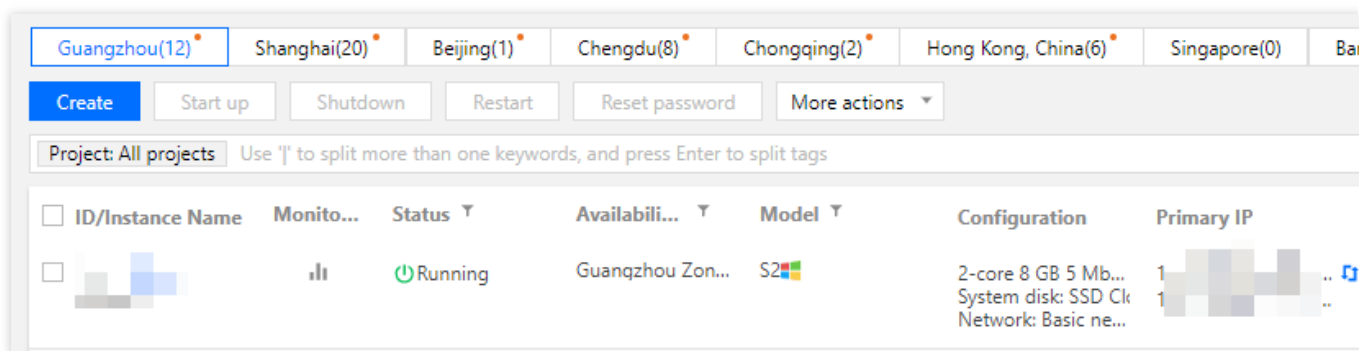 Guangzhou(12) Shanghai(20) Beijing(1) Chengdu(8) Chongqing(2) Hong Kong, China(6) Singapore(0)
Create Start up Shutdown Restart Reset password More actions
Project: All projects Use '|' to split more than one keywords, and press Enter to split tags
ID/Instance Name Monito... Status Availabili... Model Configuration Primary IP
Running Guangzhou Zon... S2 2-core 8 GB 5 Mb...
System disk: SSD Clo
Network: Basic ne...